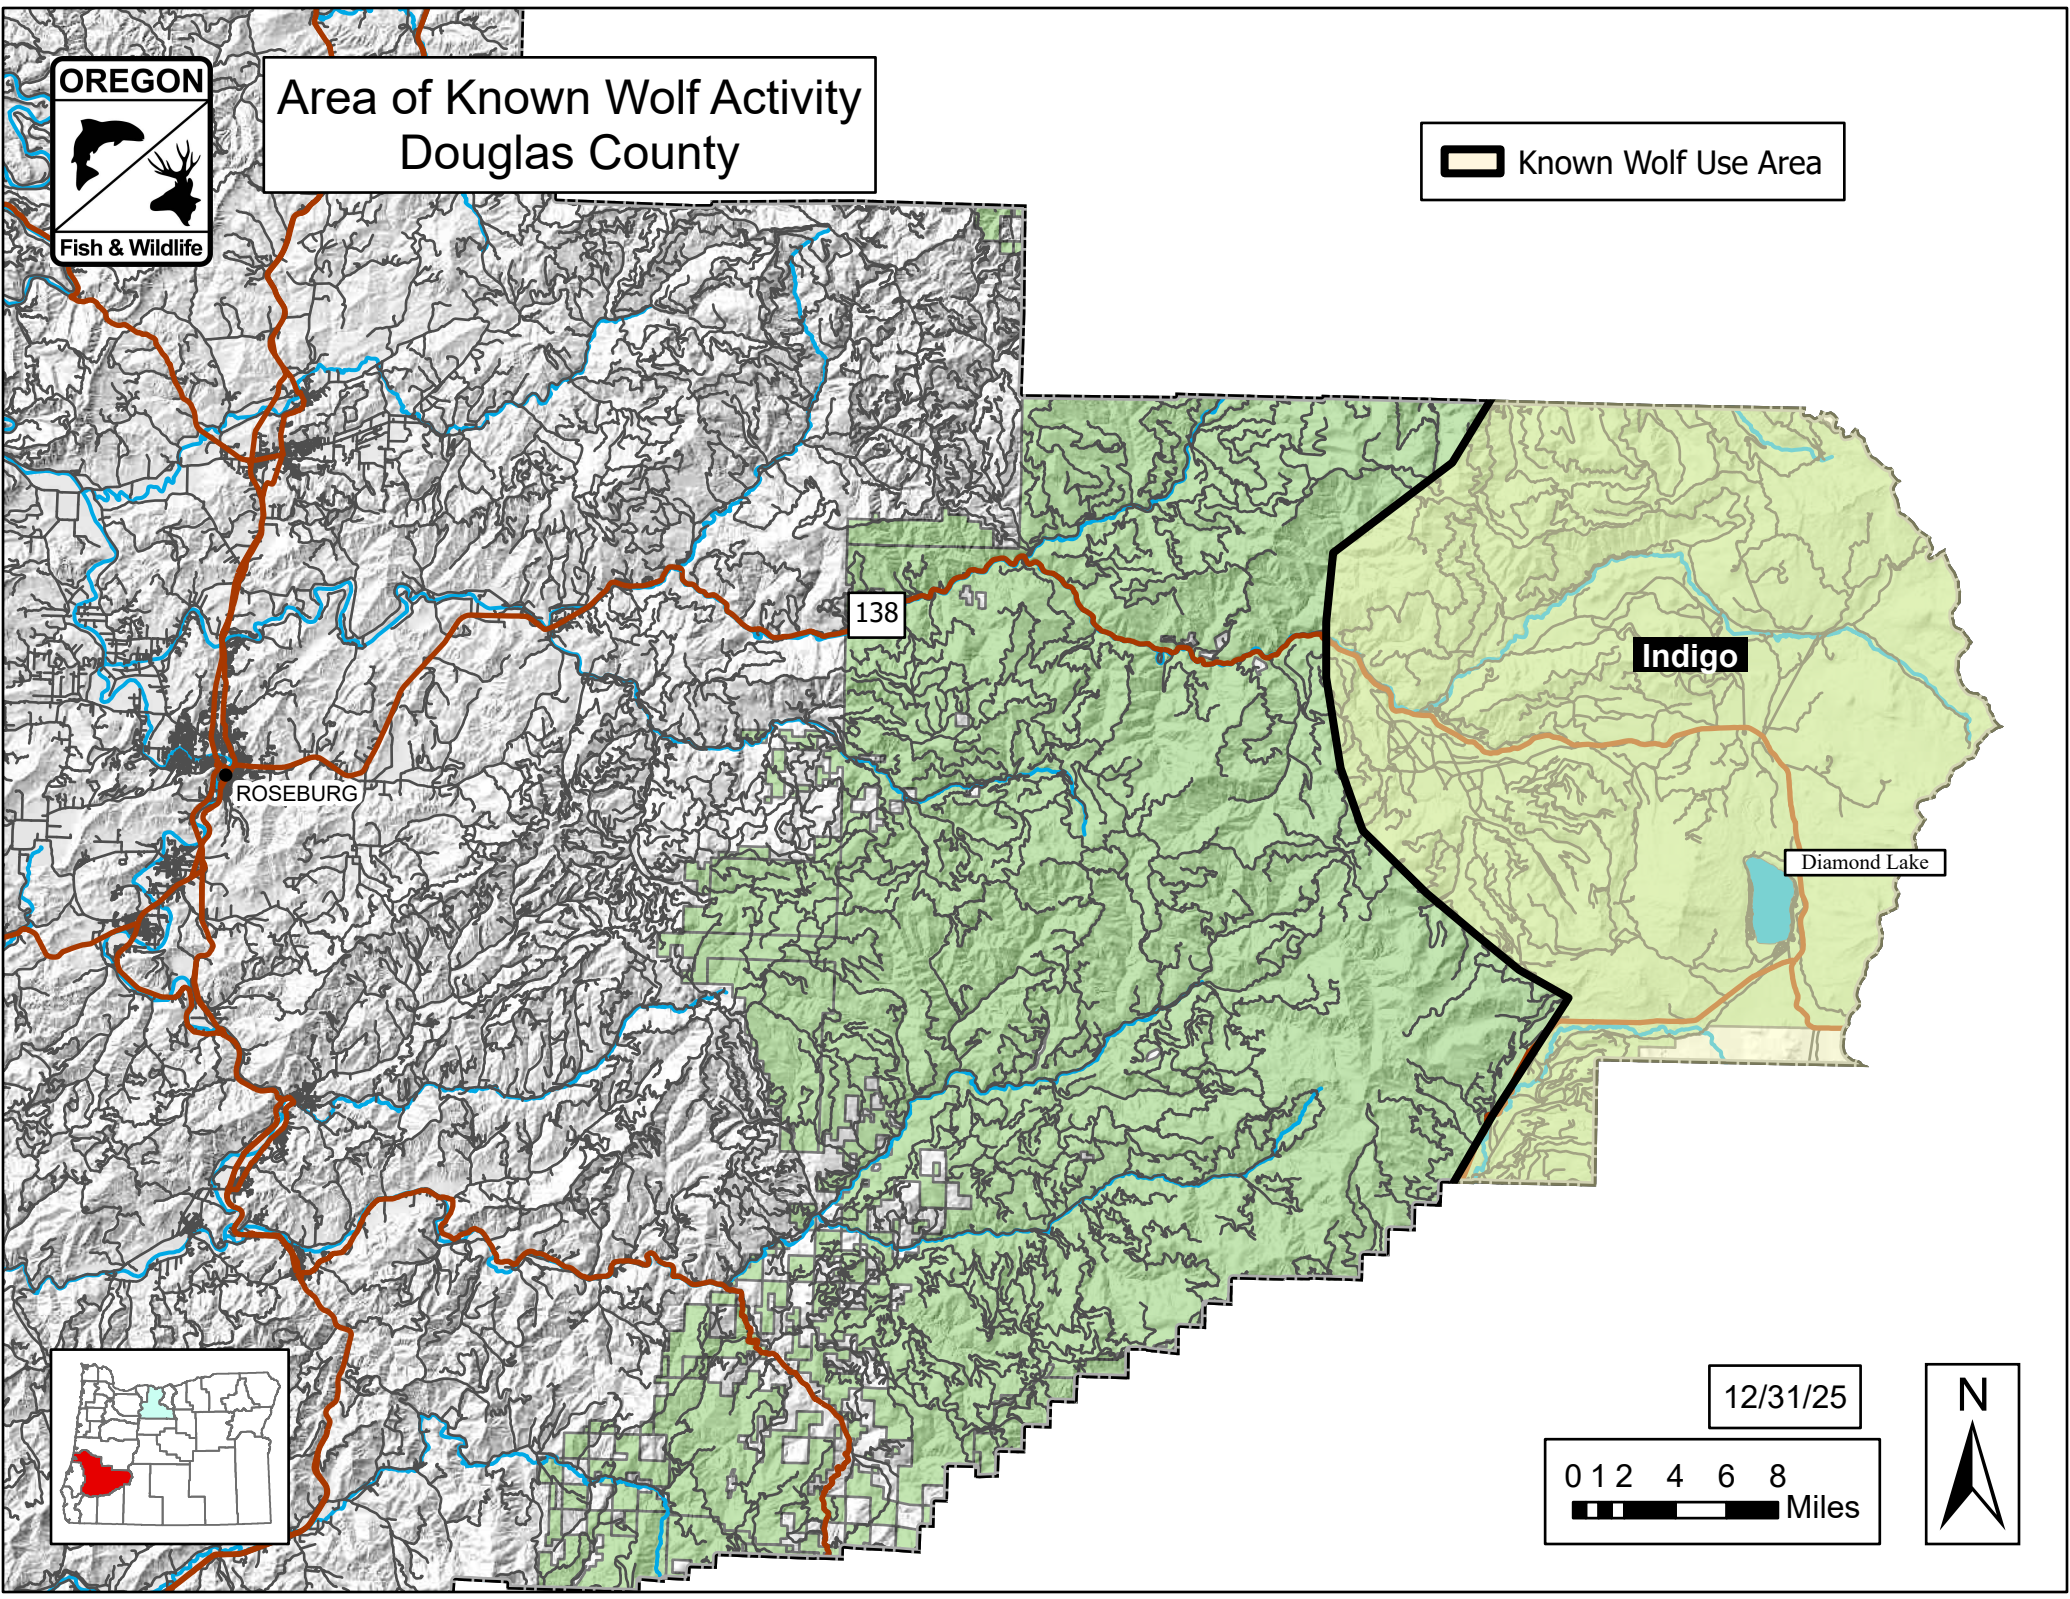 OREGON
Fish & Wildlife
Area of Known Wolf Activity
Douglas County
Known Wolf Use Area
138
Indigo
ROSEBURG
Diamond Lake
12/31/25
0 1 2 4 6 8
Miles
N